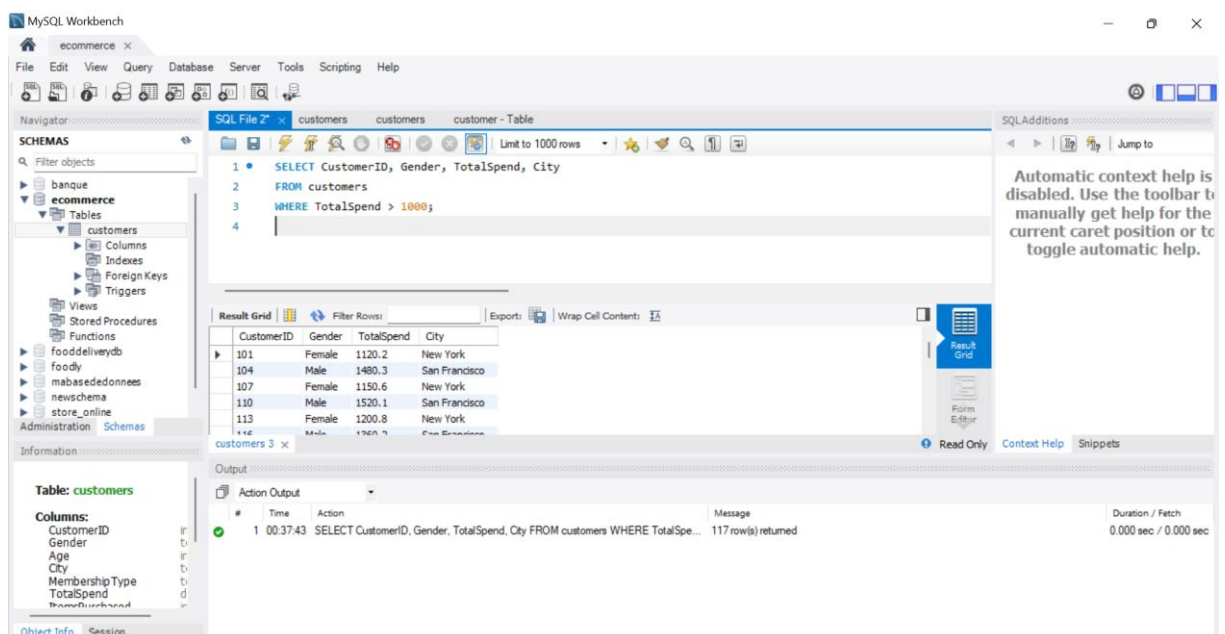 MySQL Workbench
ecommerce
File Edit View Query Database Server Tools Scripting Help
Navigator
SCHEMAS
Filter objects
banque
ecommerce
Tables
customers
Columns
Indexes
Foreign Keys
Triggers
Views
Stored Procedures
Functions
fooddeliverydb
foodly
mabasededonnees
newschema
store_online
Administration Schemas
Information
Table: customers
Columns:
CustomerID
Gender
Age
City
MembershipType
TotalSpend
ItemsPurchased
Object Info Session
SQL File 2* customers customers customer - Table
Limit to 1000 rows
1 SELECT CustomerID, Gender, TotalSpend, City
2 FROM customers
3 WHERE TotalSpend > 1000;
4
Result Grid Filter Rows: Export: Wrap Cell Content:
CustomerID Gender TotalSpend City
101 Female 1120.2 New York
104 Male 1480.3 San Francisco
107 Female 1150.6 New York
110 Male 1520.1 San Francisco
113 Female 1200.8 New York
Male San Francisco
Result Grid
Form Editor
customers 3
Read Only
SQLAdditions
Jump to
Automatic context help is
disabled. Use the toolbar to
manually get help for the
current caret position or to
toggle automatic help.
Context Help Snippets
Output
Action Output
# Time Action Message Duration / Fetch
1 00:37:43 SELECT CustomerID, Gender, TotalSpend, City FROM customers WHERE TotalSpe... 117 row(s) returned 0.000 sec / 0.000 sec